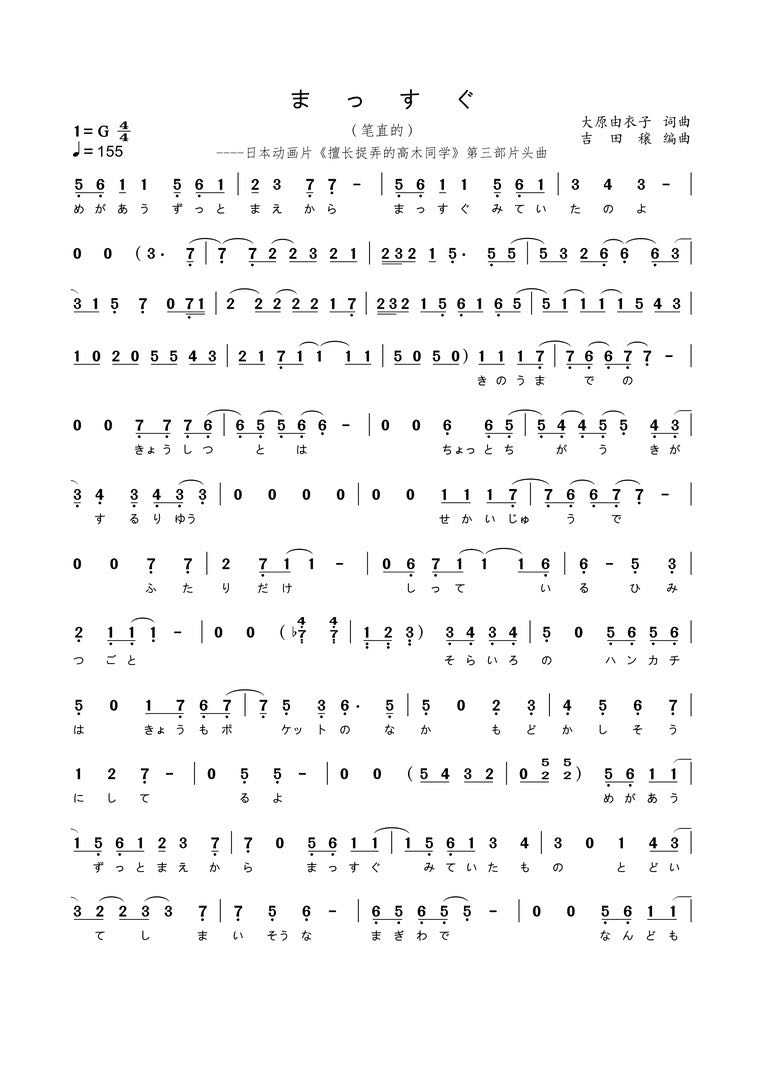 まっすぐ
(笔直的)
----日本动画片《擅长捉弄的高木同学》第三部片头曲
大原由衣子 词曲
吉田穣 编曲
1=G 4/4
♩=155
5 6 1 1 5 6 1 | 2 3 7 7 - | 5 6 1 1 5 6 1 | 3 4 3 - |
めがあう ずっと まえから まっすぐ みていたのよ
0 0 (3· 7 | 7 7 2 2 3 2 1 | 2 3 2 2 1 5· 5 5 | 5 3 2 6 6 6 3 |
3 1 5 7 0 7 1 | 2 2 2 2 2 1 7 | 2 3 2 1 5 6 1 6 5 | 5 1 1 1 1 5 4 3 |
1 0 2 0 5 5 4 3 | 2 1 7 1 1 1 1 | 5 0 5 0) 1 1 1 7 | 7 6 6 7 7 - |
きのうま での
0 0 7 7 7 6 | 6 5 5 6 6 - | 0 0 6 6 5 | 5 4 4 5 5 4 3 |
きょうしつ とは ちょっとち がう きが
3 4 3 4 3 3 | 0 0 0 0 | 0 0 1 1 1 7 | 7 6 6 7 7 - |
するりゆう せかいじゅ うで
0 0 7 7 | 2 7 1 1 - | 0 6 7 1 1 1 6 | 6 - 5 3 |
ふた りだけ しって いる ひみ
2 1 1 1 - | 0 0 (♭7 4 7 4 | 1 2 3) 3 4 3 4 | 5 0 5 6 5 6 |
つごと そらいろ の ハンカチ
5 0 1 7 6 7 | 7 5 3 6· 5 | 5 0 2 3 | 4 5 6 7 |
は きょうもポ ケットのな か もど かしそう
1 2 7 - | 0 5 5 - | 0 0 (5 4 3 2 | 0 5 2 5 2) 5 6 1 1 |
にして るよ めがあう
1 5 6 1 2 3 7 | 7 0 5 6 1 1 | 1 5 6 1 3 4 | 3 0 1 4 3 |
ずっとまえか ら まっすぐ みていたも の とどい
3 2 2 3 3 7 | 7 5 6 - | 6 5 6 5 5 - | 0 0 5 6 1 1 |
てしま いそうな まぎわで なんども